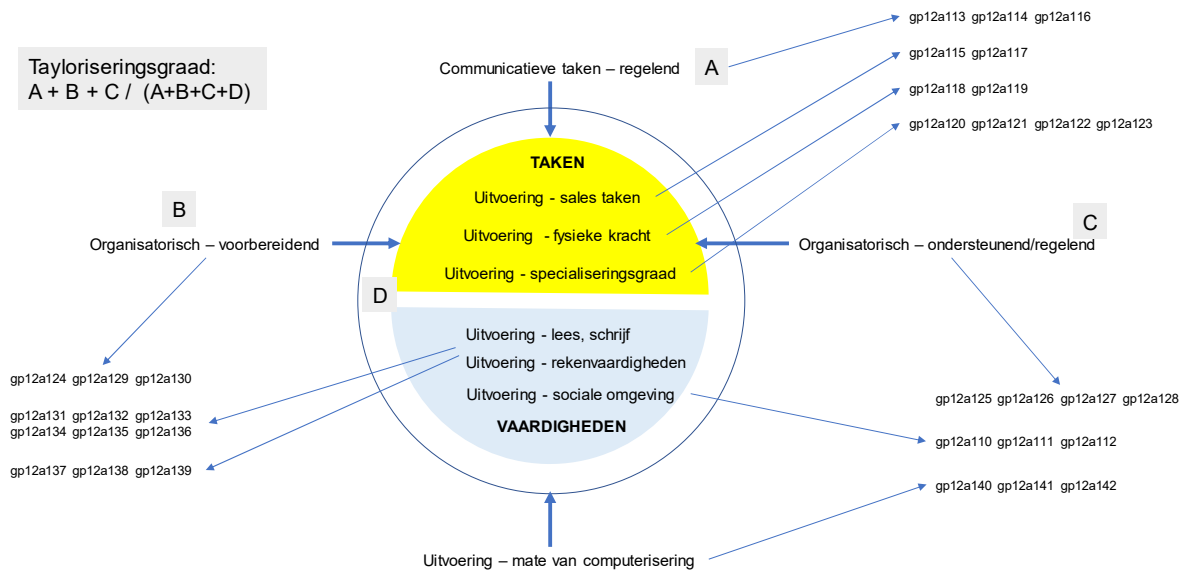 gp12a113 gp12a114 gp12a116
Tayloriseringsgraad:
A + B + C / (A+B+C+D)
gp12a115 gp12a117
Communicatieve taken – regelend
A
gp12a118 gp12a119
gp12a120 gp12a121 gp12a122 gp12a123
TAKEN
Uitvoering - sales taken
B
C
Uitvoering - fysieke kracht
Organisatorisch – voorbereidend
Organisatorisch – ondersteunend/regelend
Uitvoering - specialiseringsgraad
D
Uitvoering - lees, schrijf
Uitvoering - rekenvaardigheden
gp12a124 gp12a129 gp12a130
Uitvoering - sociale omgeving
gp12a125 gp12a126 gp12a127 gp12a128
gp12a131 gp12a132 gp12a133
gp12a134 gp12a135 gp12a136
VAARDIGHEDEN
gp12a110 gp12a111 gp12a112
gp12a137 gp12a138 gp12a139
gp12a140 gp12a141 gp12a142
Uitvoering – mate van computerisering